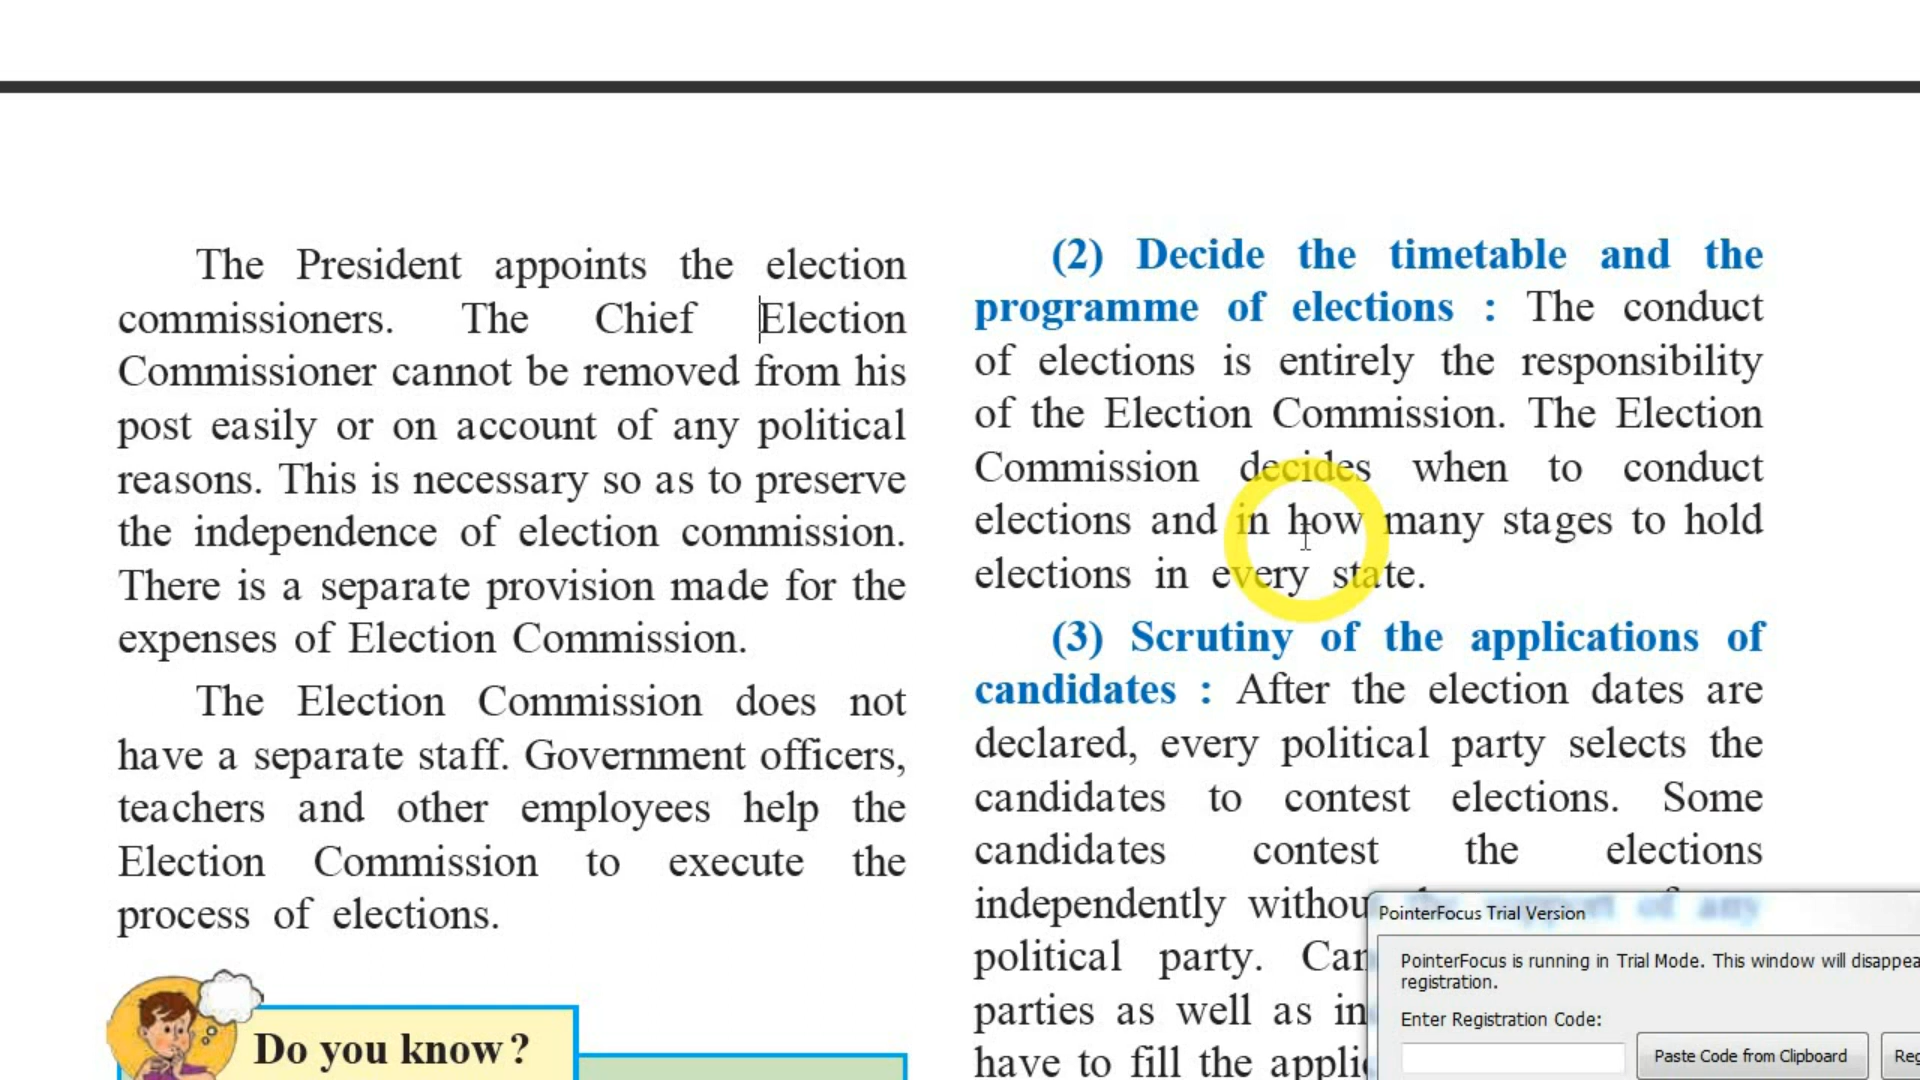 The President appoints the election
commissioners. The Chief Election
Commissioner cannot be removed from his
post easily or on account of any political
reasons. This is necessary so as to preserve
the independence of election commission.
There is a separate provision made for the
expenses of Election Commission.
The Election Commission does not
have a separate staff. Government officers,
teachers and other employees help the
Election Commission to execute the
process of elections.
Do you know?
(2) Decide the timetable and the
programme of elections : The conduct
of elections is entirely the responsibility
of the Election Commission. The Election
Commission decides when to conduct
elections and in how many stages to hold
elections in every state.
(3) Scrutiny of the applications of
candidates : After the election dates are
declared, every political party selects the
candidates to contest elections. Some
candidates contest the elections
independently withou support of any
political party. Can
parties as well as in
have to fill the appli
PointerFocus Trial Version
PointerFocus is running in Trial Mode. This window will disappea
registration.
Enter Registration Code:
Paste Code from Clipboard
Reg